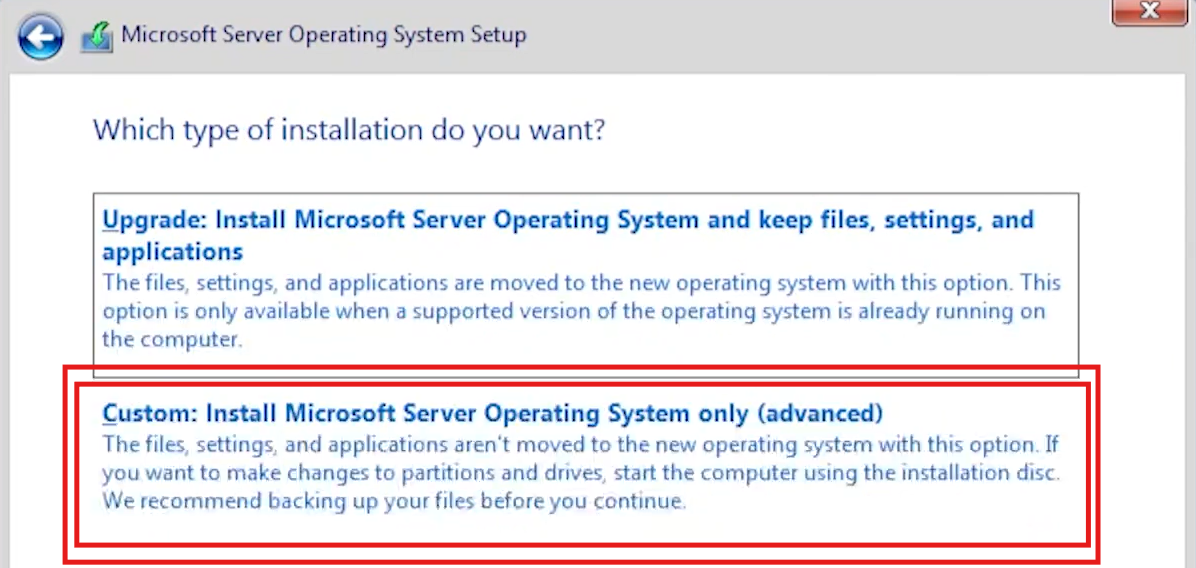 Microsoft Server Operating System Setup
Which type of installation do you want?
Upgrade: Install Microsoft Server Operating System and keep files, settings, and
applications
The files, settings, and applications are moved to the new operating system with this option. This
option is only available when a supported version of the operating system is already running on
the computer.
Custom: Install Microsoft Server Operating System only (advanced)
The files, settings, and applications aren't moved to the new operating system with this option. If
you want to make changes to partitions and drives, start the computer using the installation disc.
We recommend backing up your files before you continue.